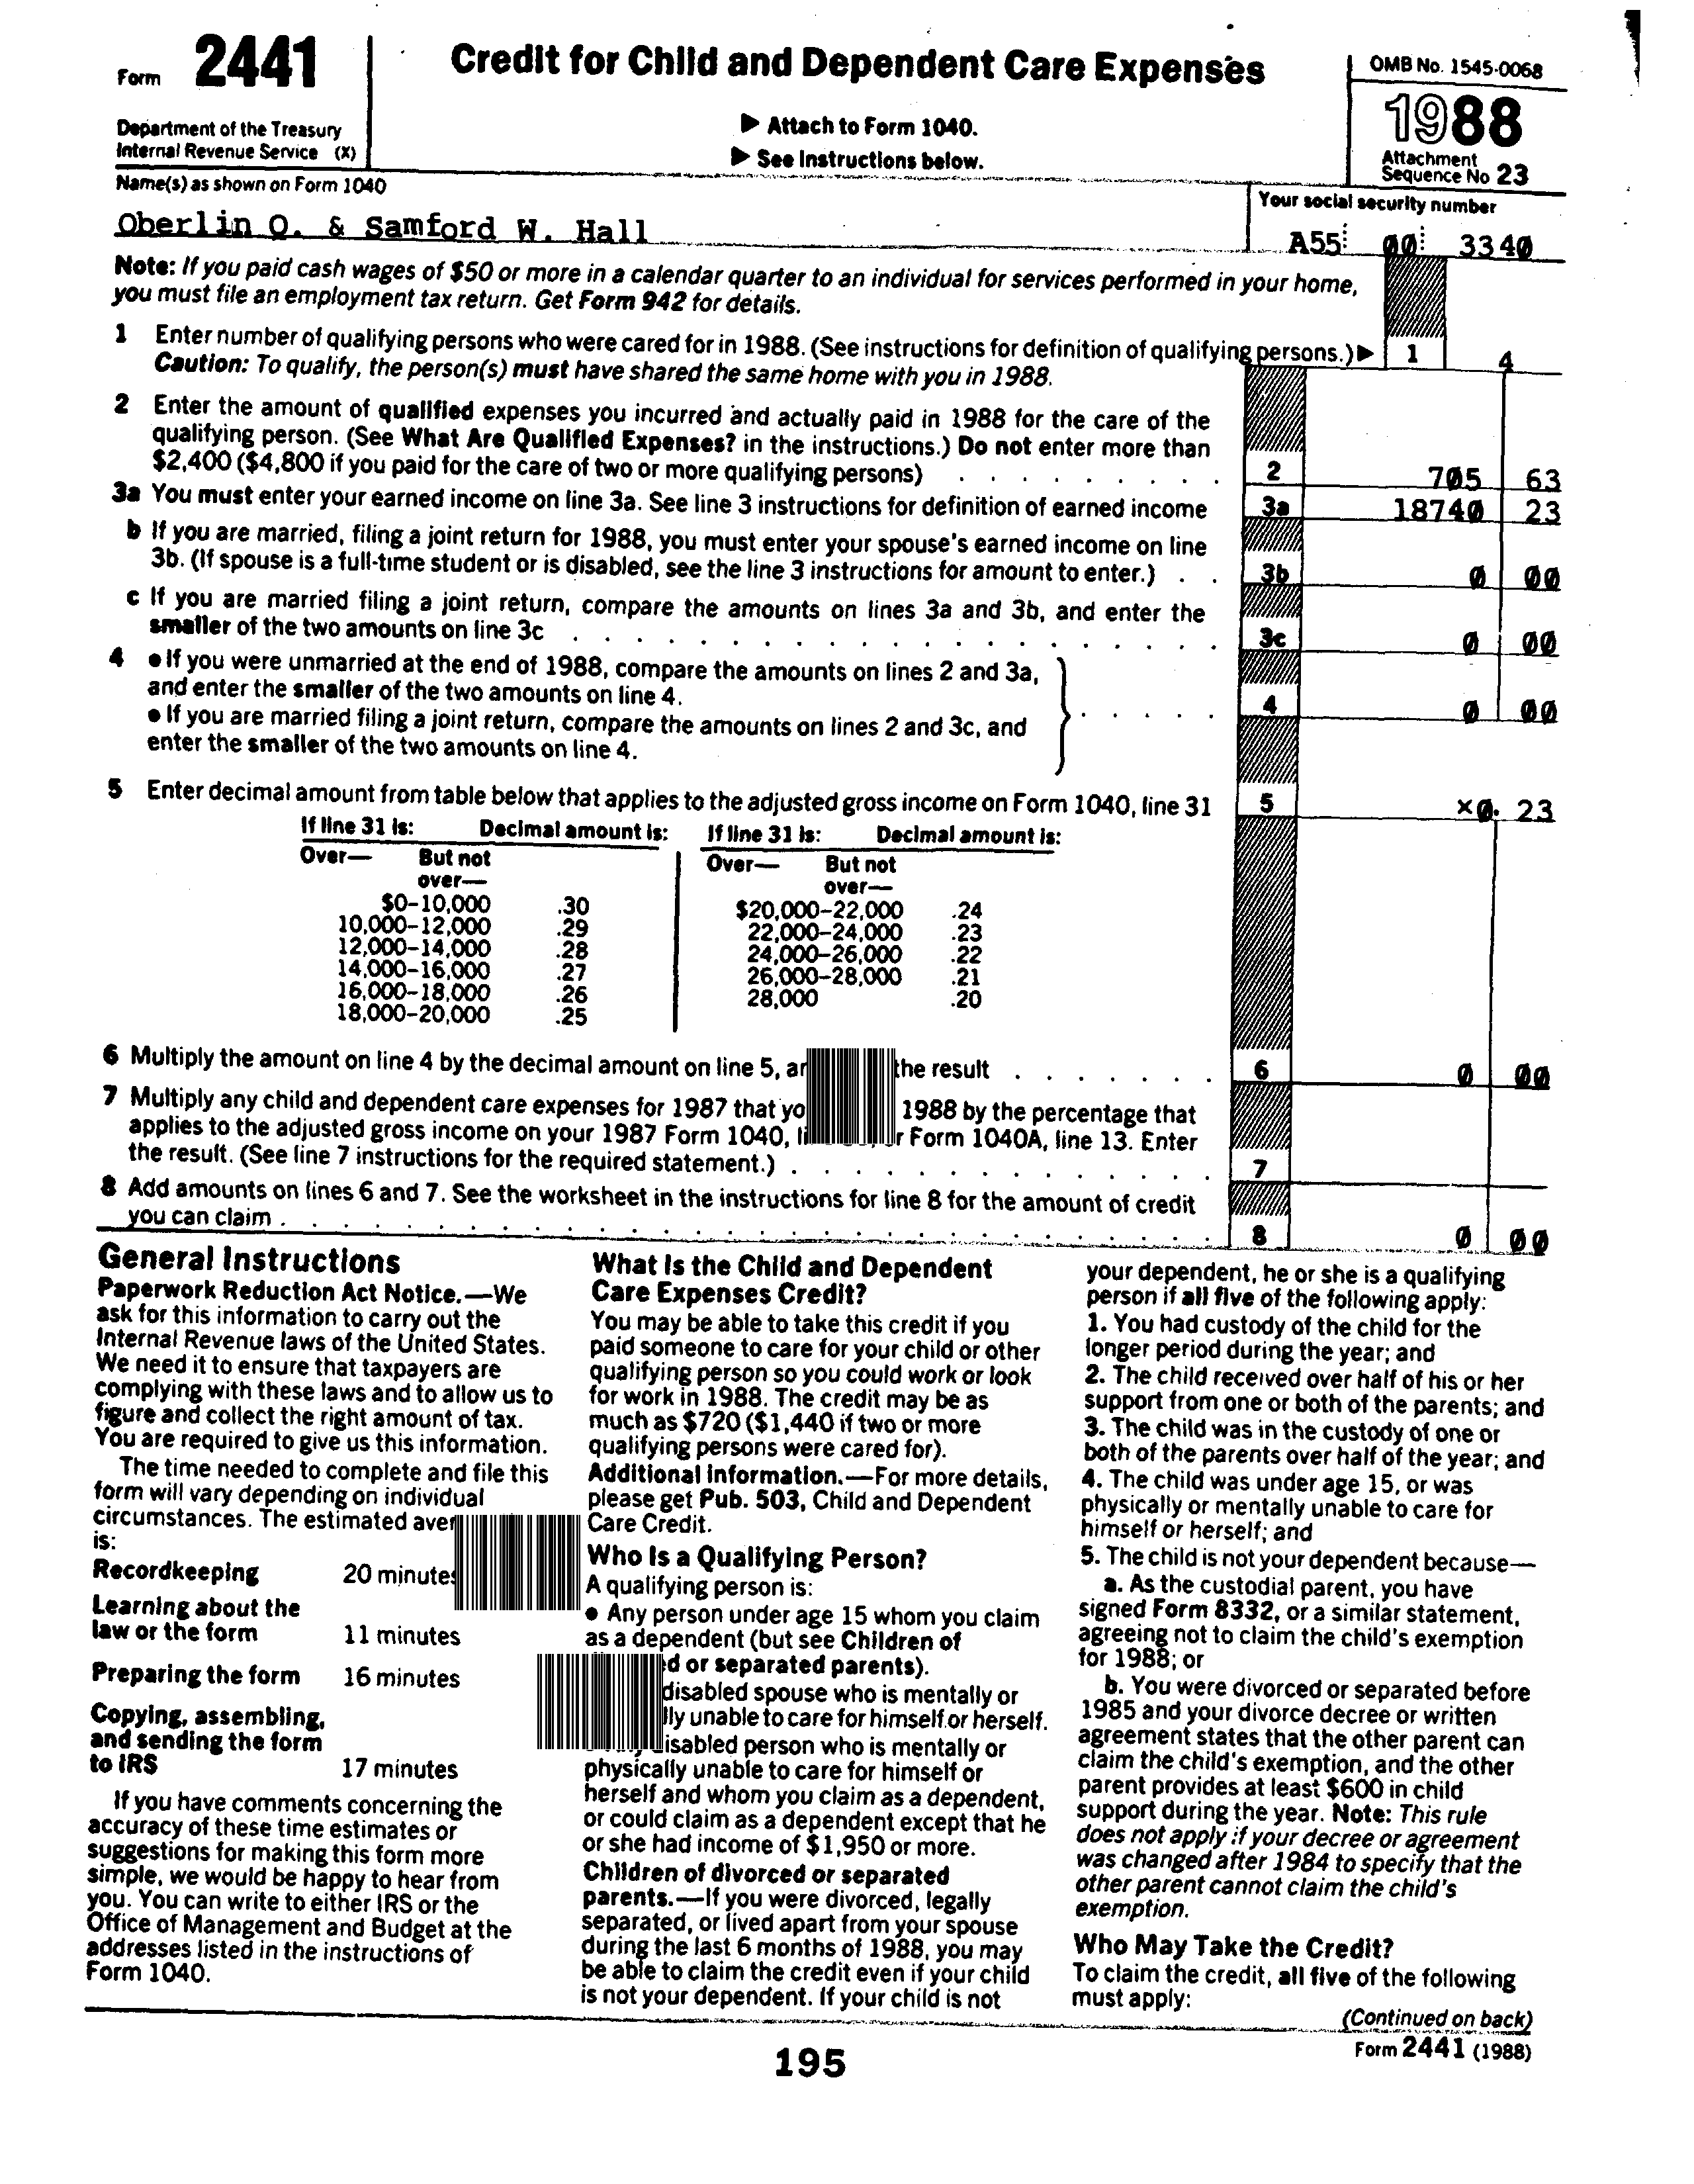 Form 2441
Department of the Treasury
Internal Revenue Service (X)
Credit for Child and Dependent Care Expenses
▶ Attach to Form 1040.
▶ See Instructions below.
OMB No. 1545-0068
1988
Attachment
Sequence No 23
Name(s) as shown on Form 1040
Oberlin O. & Samford W. Hall
Your social security number
A55 00 3340
Note: If you paid cash wages of $50 or more in a calendar quarter to an individual for services performed in your home,
you must file an employment tax return. Get Form 942 for details.
1 Enter number of qualifying persons who were cared for in 1988. (See instructions for definition of qualifying persons.) ▶ 1 4
Caution: To qualify, the person(s) must have shared the same home with you in 1988.
2 Enter the amount of qualified expenses you incurred and actually paid in 1988 for the care of the
qualifying person. (See What Are Qualified Expenses? in the instructions.) Do not enter more than
$2,400 ($4,800 if you paid for the care of two or more qualifying persons) . . . . . . . . . 2 705 63
3a You must enter your earned income on line 3a. See line 3 instructions for definition of earned income 3a 18740 23
b If you are married, filing a joint return for 1988, you must enter your spouse's earned income on line
3b. (If spouse is a full-time student or is disabled, see the line 3 instructions for amount to enter.) . . 3b 0 00
c If you are married filing a joint return, compare the amounts on lines 3a and 3b, and enter the
smaller of the two amounts on line 3c . . . . . . . . . . . . . . . . . . . . 3c 0 00
4 • If you were unmarried at the end of 1988, compare the amounts on lines 2 and 3a,
and enter the smaller of the two amounts on line 4.
• If you are married filing a joint return, compare the amounts on lines 2 and 3c, and
enter the smaller of the two amounts on line 4.
. . . . . 4 0 00
5 Enter decimal amount from table below that applies to the adjusted gross income on Form 1040, line 31 5 ×0. 23
If line 31 is: Decimal amount is: If line 31 is: Decimal amount is:
Over— But not over— Over— But not over—
$0–10,000 .30 $20,000–22,000 .24
10,000–12,000 .29 22,000–24,000 .23
12,000–14,000 .28 24,000–26,000 .22
14,000–16,000 .27 26,000–28,000 .21
16,000–18,000 .26 28,000 .20
18,000–20,000 .25
6 Multiply the amount on line 4 by the decimal amount on line 5, the result . . . . . . . 6 0 00
7 Multiply any child and dependent care expenses for 1987 that 1988 by the percentage that
applies to the adjusted gross income on your 1987 Form 1040, Form 1040A, line 13. Enter
the result. (See line 7 instructions for the required statement.) . . . . . . . . . . . . . . 7
8 Add amounts on lines 6 and 7. See the worksheet in the instructions for line 8 for the amount of credit
you can claim . . . . . . . . . . . . . . . . . . . . . . . . . . . . . . 8 0 00
General Instructions
Paperwork Reduction Act Notice.—We
ask for this information to carry out the
Internal Revenue laws of the United States.
We need it to ensure that taxpayers are
complying with these laws and to allow us to
figure and collect the right amount of tax.
You are required to give us this information.
The time needed to complete and file this
form will vary depending on individual
circumstances. The estimated
is:
Recordkeeping 20 minutes
Learning about the
law or the form 11 minutes
Preparing the form 16 minutes
Copying, assembling,
and sending the form
to IRS 17 minutes
If you have comments concerning the
accuracy of these time estimates or
suggestions for making this form more
simple, we would be happy to hear from
you. You can write to either IRS or the
Office of Management and Budget at the
addresses listed in the instructions of
Form 1040.
What Is the Child and Dependent
Care Expenses Credit?
You may be able to take this credit if you
paid someone to care for your child or other
qualifying person so you could work or look
for work in 1988. The credit may be as
much as $720 ($1,440 if two or more
qualifying persons were cared for).
Additional Information.—For more details,
please get Pub. 503, Child and Dependent
Care Credit.
Who Is a Qualifying Person?
A qualifying person is:
• Any person under age 15 whom you claim
as a dependent (but see Children of
or separated parents).
disabled spouse who is mentally or
unable to care for himself or herself.
disabled person who is mentally or
physically unable to care for himself or
herself and whom you claim as a dependent,
or could claim as a dependent except that he
or she had income of $1,950 or more.
Children of divorced or separated
parents.—If you were divorced, legally
separated, or lived apart from your spouse
during the last 6 months of 1988, you may
be able to claim the credit even if your child
is not your dependent. If your child is not
your dependent, he or she is a qualifying
person if all five of the following apply:
1. You had custody of the child for the
longer period during the year; and
2. The child received over half of his or her
support from one or both of the parents; and
3. The child was in the custody of one or
both of the parents over half of the year; and
4. The child was under age 15, or was
physically or mentally unable to care for
himself or herself; and
5. The child is not your dependent because—
a. As the custodial parent, you have
signed Form 8332, or a similar statement,
agreeing not to claim the child's exemption
for 1988; or
b. You were divorced or separated before
1985 and your divorce decree or written
agreement states that the other parent can
claim the child's exemption, and the other
parent provides at least $600 in child
support during the year. Note: This rule
does not apply if your decree or agreement
was changed after 1984 to specify that the
other parent cannot claim the child's
exemption.
Who May Take the Credit?
To claim the credit, all five of the following
must apply:
(Continued on back)
Form 2441 (1988)
195